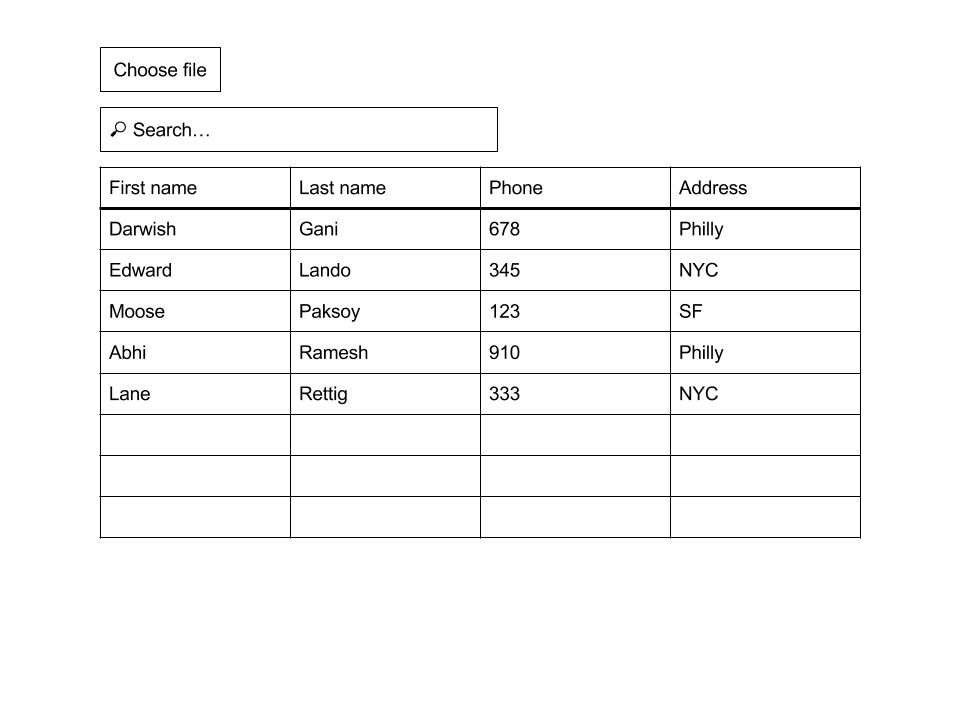 Choose file
Search…
First name Last name Phone Address
Darwish Gani 678 Philly
Edward Lando 345 NYC
Moose Paksoy 123 SF
Abhi Ramesh 910 Philly
Lane Rettig 333 NYC